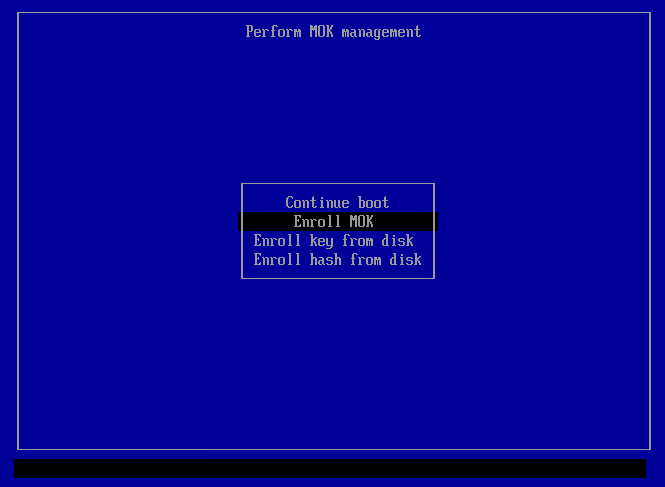 Perform MOK management
Continue boot
Enroll MOK
Enroll key from disk
Enroll hash from disk